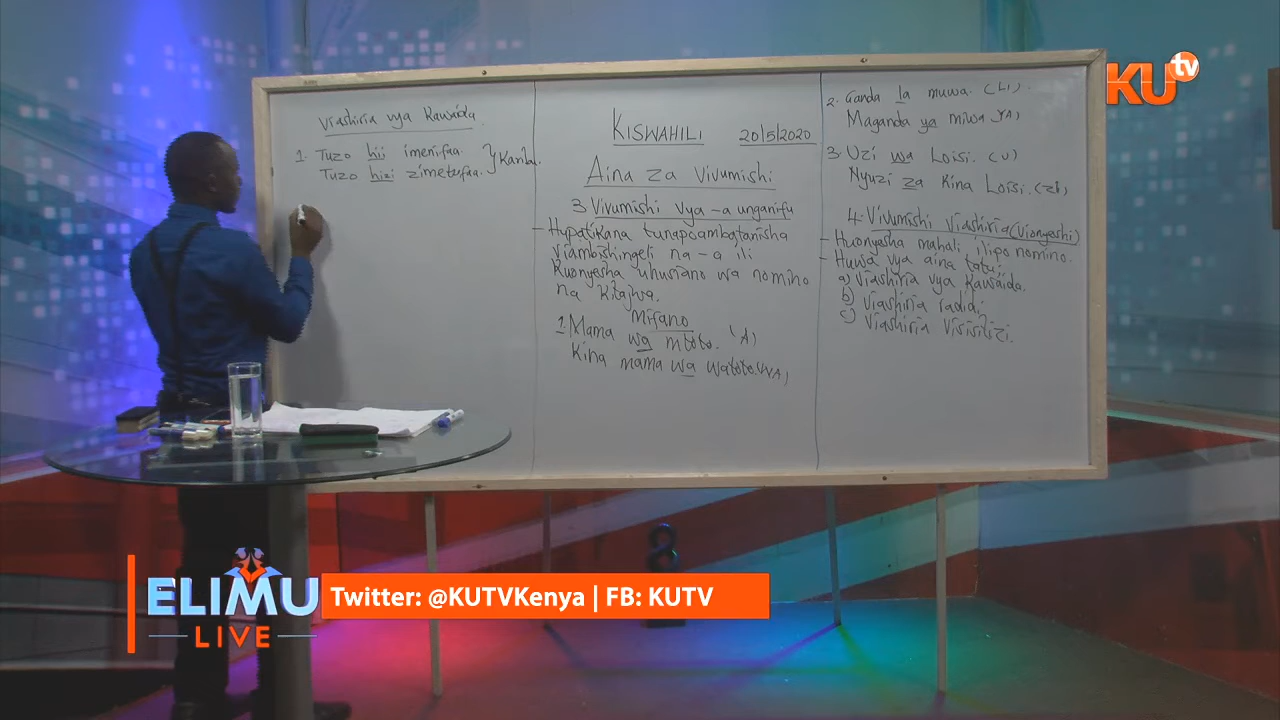 KU tv
Viashiria vya Kawaida
1. Tuzo hii imenifaa.
Tuzo hizi zimetufaa.
KISWAHILI 20/5/2020
Aina za Vivumishi
3 Vivumishi vya -a unganifu
- Hupatikana tunapoambatanisha
viambishingeli na -a ili
kuonyesha uhusiano wa nomino
na kitajwa.
Mifano
1. Mama wa mtoto. (A)
Kina mama wa watoto. (WA)
2. Ganda la muwa. (LI)
Maganda ya miwa (YA)
3. Uzi wa Loisi. (U)
Nyuzi za kina Loisi. (ZI)
4. Vivumishi Viashiria (Vionyeshi)
- Huonyesha mahali ilipo nomino.
- Huwa vya aina tatu:
a) Viashiria vya Kawaida.
b) Viashiria radidi
c) Viashiria visisitizi.
ELIMU
LIVE
Twitter: @KUTVKenya | FB: KUTV